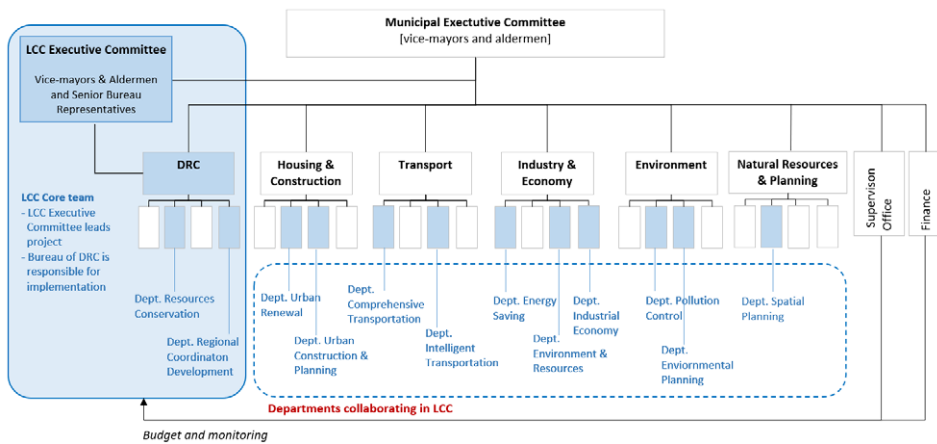 Municipal Exectutive Committee
[vice-mayors and aldermen]
LCC Executive Committee
Vice-mayors & Aldermen
and Senior Bureau
Representatives
DRC
Housing &
Construction
Transport
Industry &
Economy
Environment
Natural Resources
& Planning
Supervision
Office
Finance
LCC Core team
- LCC Executive
Committee leads
project
- Bureau of DRC is
responsible for
implementation
Dept. Resources
Conservation
Dept. Regional
Coordinaton
Development
Dept. Urban
Renewal
Dept. Urban
Construction &
Planning
Dept.
Comprehensive
Transportation
Dept.
Intelligent
Transportation
Dept. Energy
Saving
Dept.
Environment &
Resources
Dept.
Industrial
Economy
Dept. Pollution
Control
Dept.
Enviornmental
Planning
Dept. Spatial
Planning
Departments collaborating in LCC
Budget and monitoring